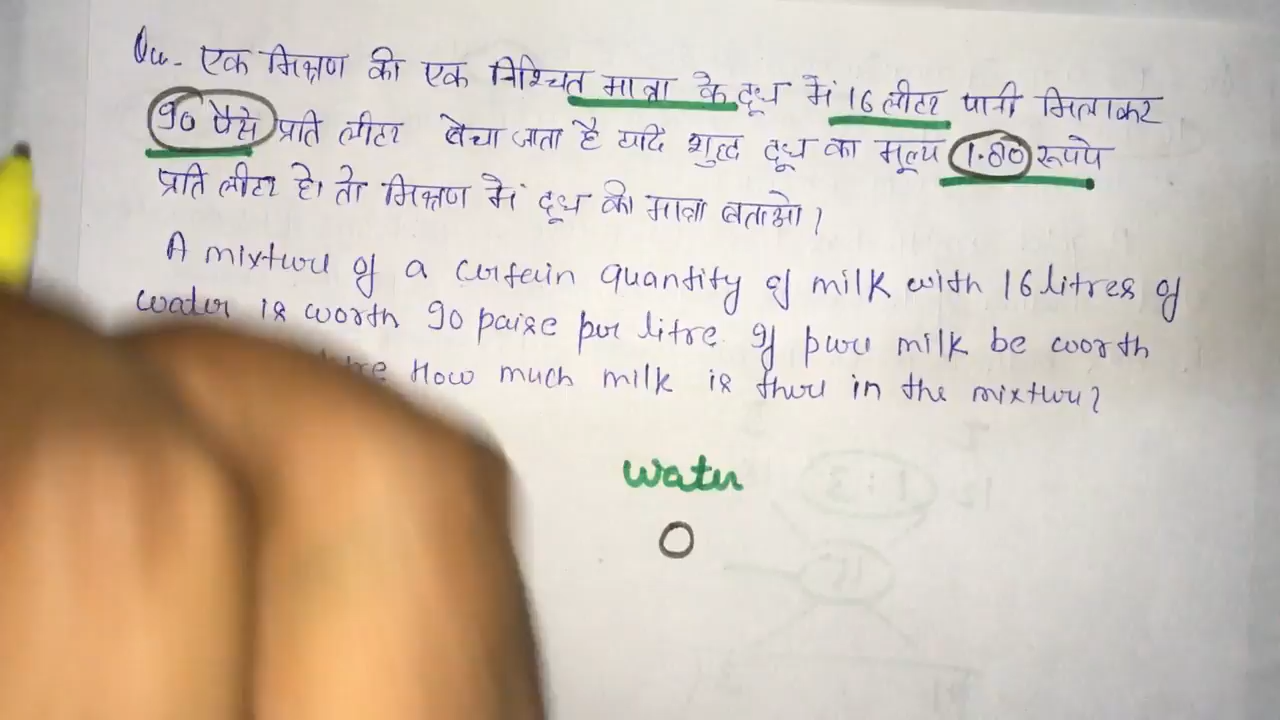 Qu- एक मिश्रण की एक निश्चित मात्रा के दूध में 16 लीटर पानी मिलाकर
90 पैसे प्रति लीटर बेचा जाता है यदि शुद्ध दूध का मूल्य 1.80 रूपये
प्रति लीटर है। तो मिश्रण में दूध की मात्रा बताओ।
A mixture of a certain quantity of milk with 16 litres of
water is worth 90 paise per litre. If pure milk be worth
How much milk is there in the mixture?
water
0